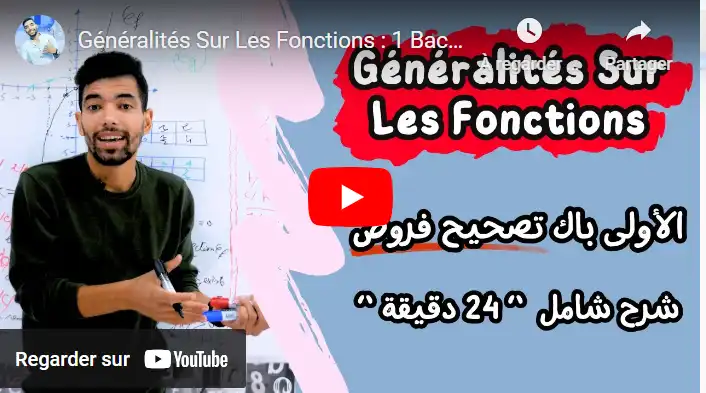 Généralités Sur Les Fonctions : 1 Bac...
À regarder
Partager
Généralités Sur
Les Fonctions
الأولى باك تصحيح فروض
شرح شامل " 24 دقيقة "
Regarder sur YouTube